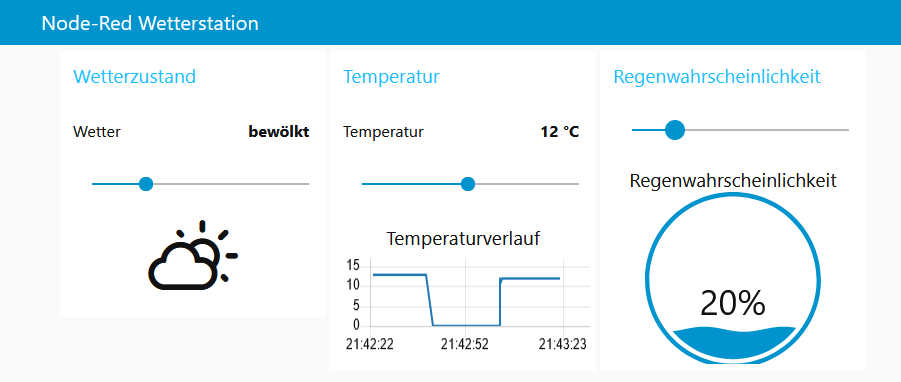 Node-Red Wetterstation
Wetterzustand
Wetter bewölkt
Temperatur
Temperatur 12 °C
Temperaturverlauf
15
10
5
0
21:42:22 21:42:52 21:43:23
Regenwahrscheinlichkeit
Regenwahrscheinlichkeit
20%